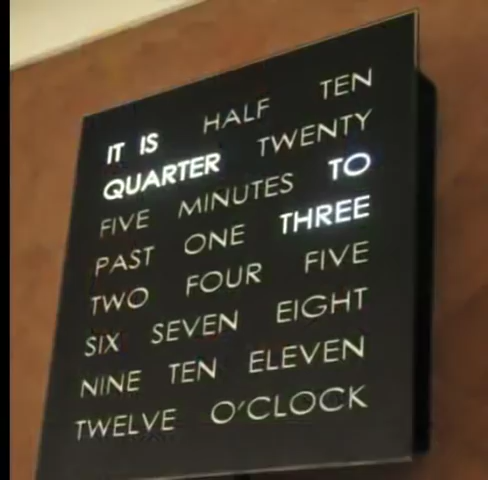 IT IS HALF TEN
QUARTER TWENTY
FIVE MINUTES TO
PAST ONE THREE
TWO FOUR FIVE
SIX SEVEN EIGHT
NINE TEN ELEVEN
TWELVE O'CLOCK